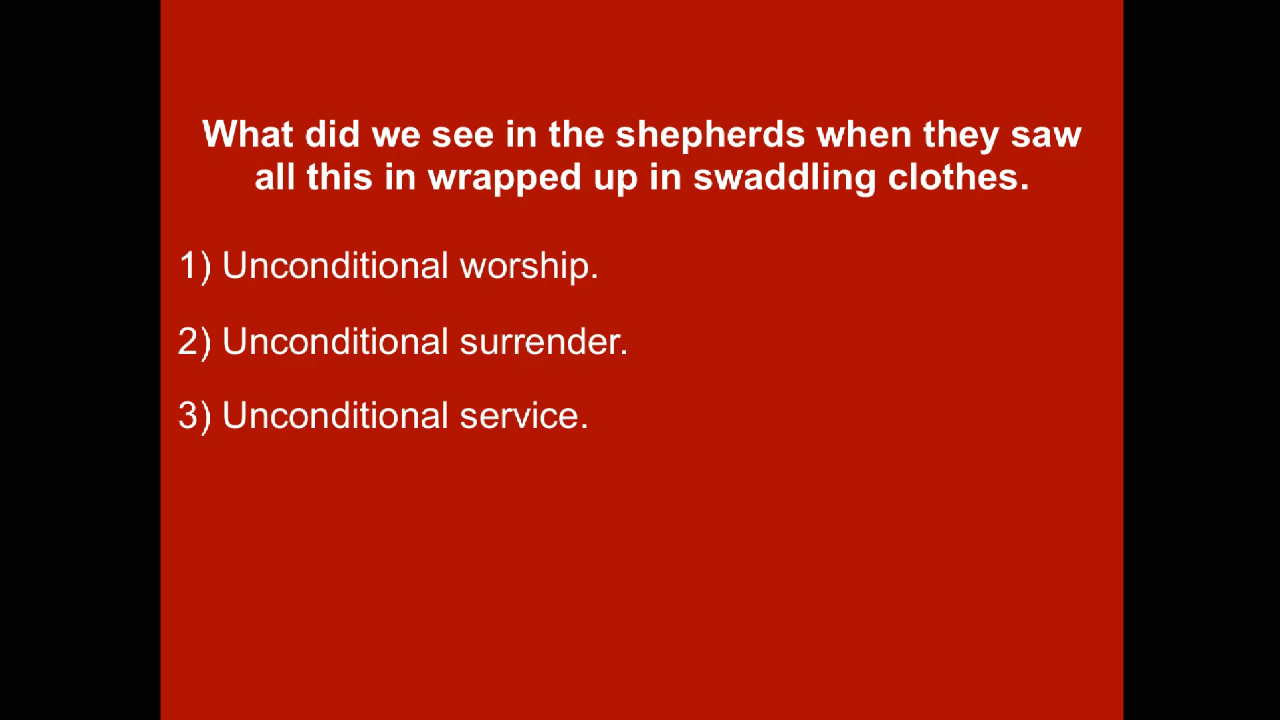 What did we see in the shepherds when they saw
all this in wrapped up in swaddling clothes.
1) Unconditional worship.
2) Unconditional surrender.
3) Unconditional service.